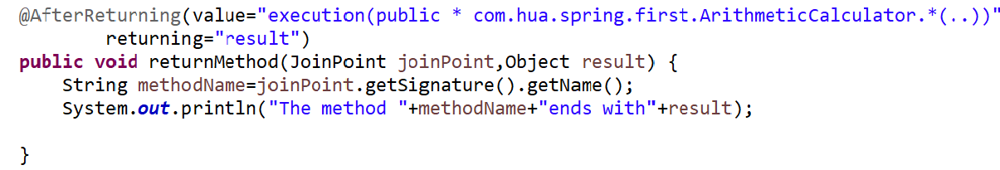 @AfterReturning(value="execution(public * com.hua.spring.first.ArithmeticCalculator.*(..))"
returning="result")
public void returnMethod(JoinPoint joinPoint,Object result) {
String methodName=joinPoint.getSignature().getName();
System.out.println("The method "+methodName+"ends with"+result);
}